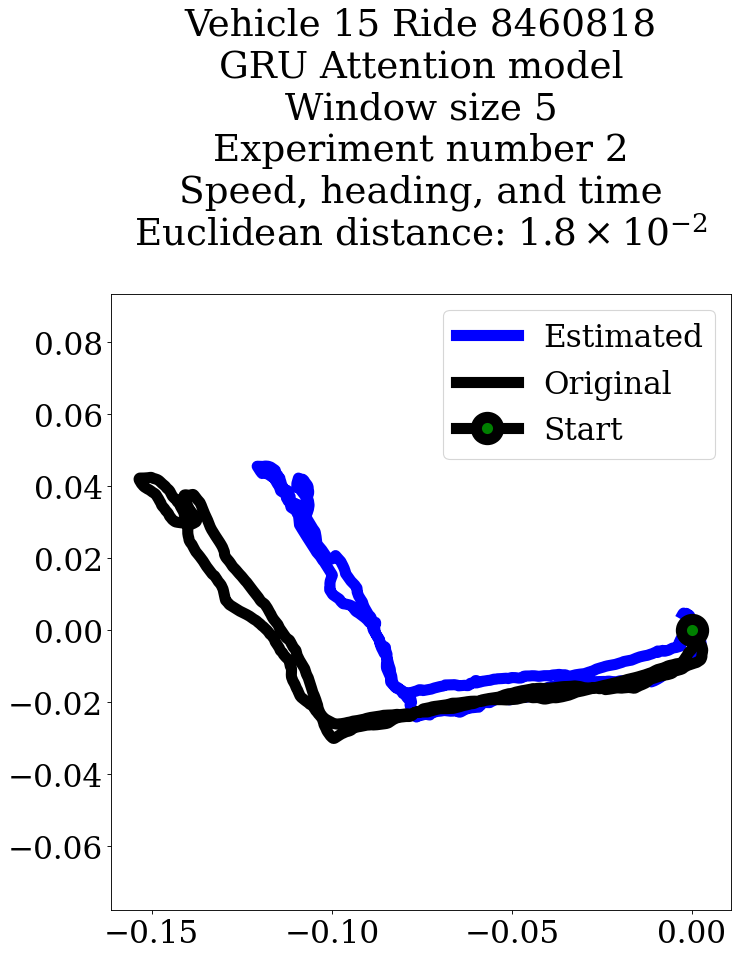 Vehicle 15 Ride 8460818
GRU Attention model
Window size 5
Experiment number 2
Speed, heading, and time
Euclidean distance: 1.8 × 10⁻²
Estimated
Original
Start
0.08
0.06
0.04
0.02
0.00
−0.02
−0.04
−0.06
−0.15 −0.10 −0.05 0.00